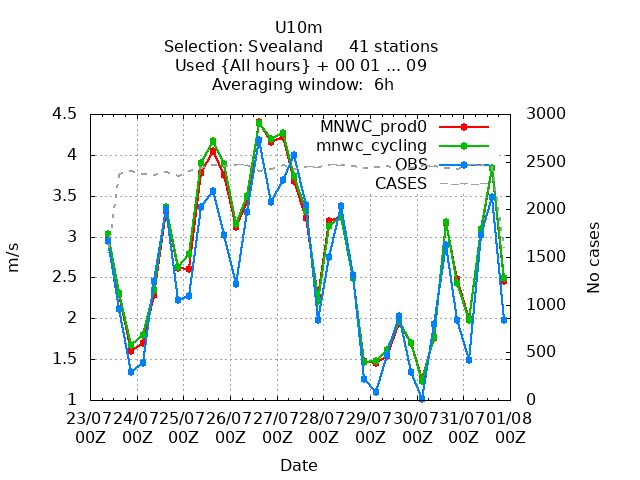 U10m
Selection: Svealand 41 stations
Used {All hours} + 00 01 ... 09
Averaging window: 6h
4.5
4
3.5
3
2.5
2
1.5
1
m/s
3000
2500
2000
1500
1000
500
0
No cases
MNWC_prod0
mnwc_cycling
OBS
CASES
23/07 24/07 25/07 26/07 27/07 28/07 29/07 30/07 31/07 01/08
00Z 00Z 00Z 00Z 00Z 00Z 00Z 00Z 00Z 00Z
Date